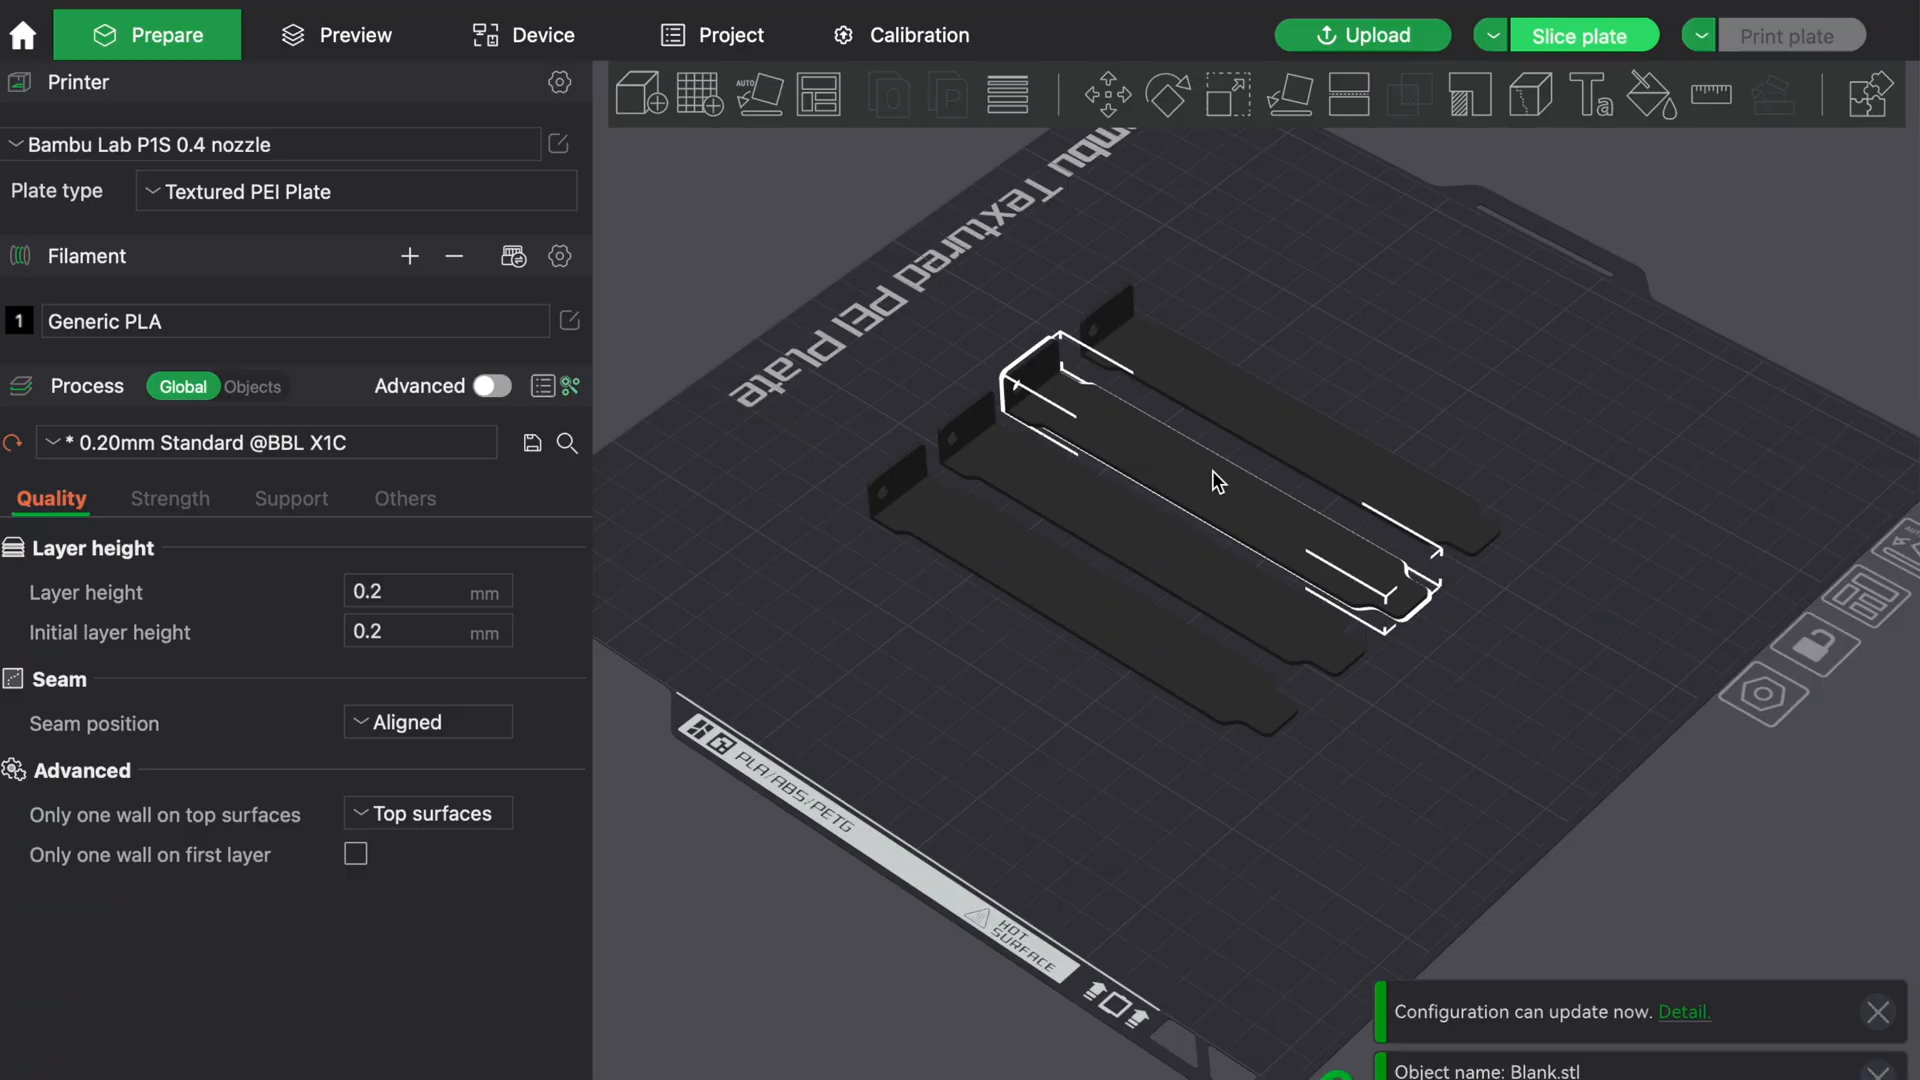 Prepare
Preview
Device
Project
Calibration
Upload
Slice plate
Print plate
Printer
Bambu Lab P1S 0.4 nozzle
Plate type
Textured PEI Plate
Filament
1
Generic PLA
Process
Global
Objects
Advanced
* 0.20mm Standard @BBL X1C
Quality
Strength
Support
Others
Layer height
Layer height
0.2
mm
Initial layer height
0.2
mm
Seam
Seam position
Aligned
Advanced
Only one wall on top surfaces
Top surfaces
Only one wall on first layer
AUTO
mbu Textured PEI Plate
PLA/ABS/PETG
HOT
SURFACE
Configuration can update now. Detail.
Object name: Blank.stl